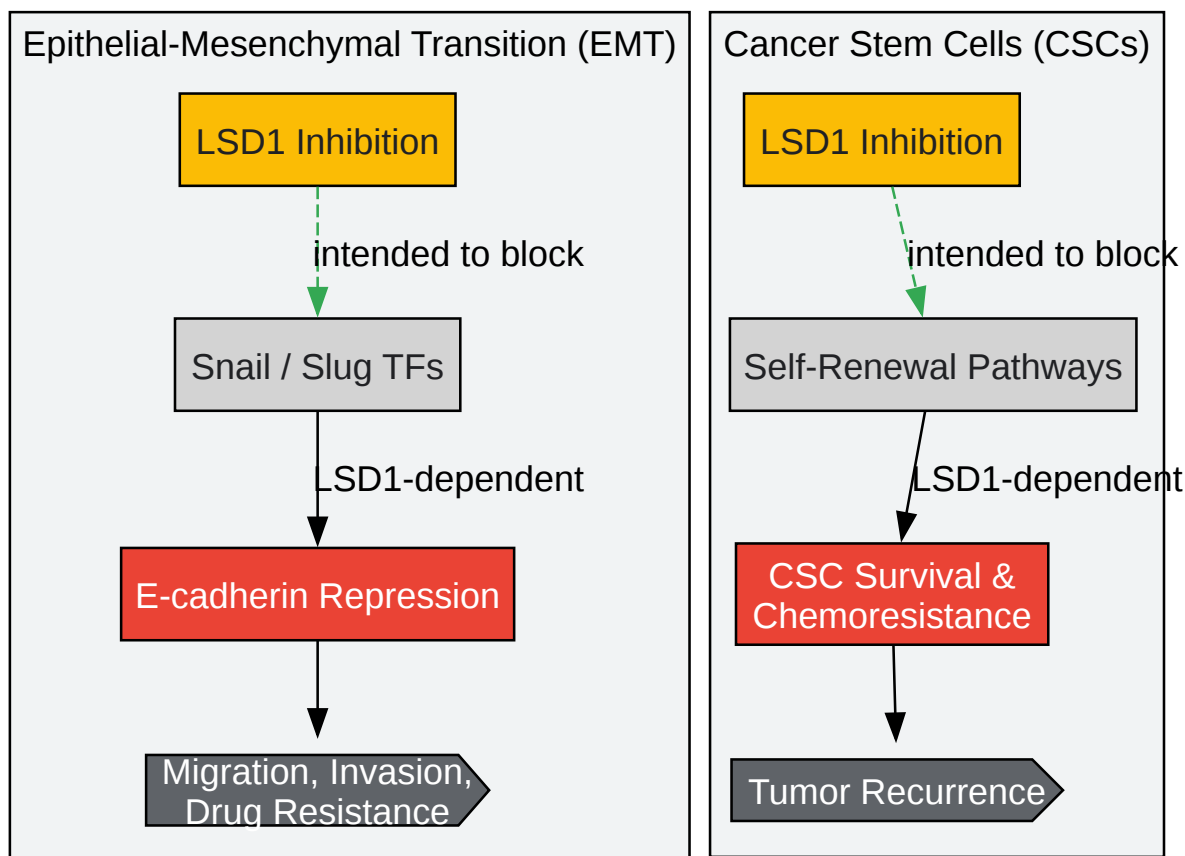 Epithelial-Mesenchymal Transition (EMT)
LSD1 Inhibition
intended to block
Snail / Slug TFs
LSD1-dependent
E-cadherin Repression
Migration, Invasion,
Drug Resistance
Cancer Stem Cells (CSCs)
LSD1 Inhibition
intended to block
Self-Renewal Pathways
LSD1-dependent
CSC Survival &
Chemoresistance
Tumor Recurrence